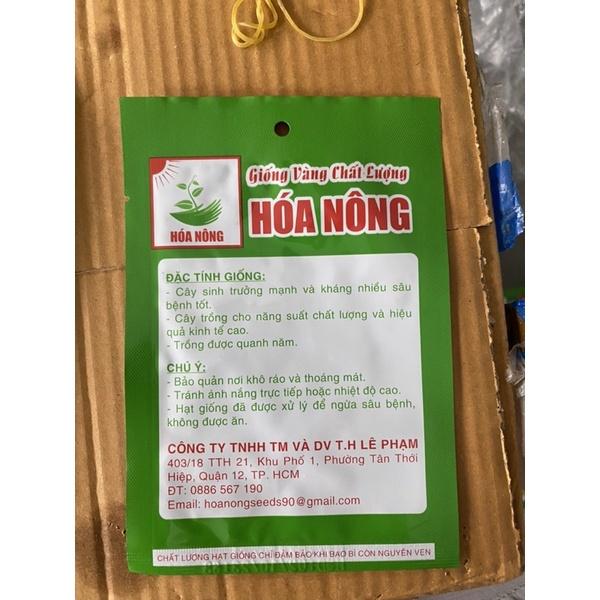 Giống Vàng Chất Lượng
HÓA NÔNG
HÓA NÔNG
ĐẶC TÍNH GIỐNG:
- Cây sinh trưởng mạnh và kháng nhiều sâu
bệnh tốt.
- Cây trồng cho năng suất chất lượng và hiệu
quả kinh tế cao.
- Trồng được quanh năm.
CHÚ Ý:
- Bảo quản nơi khô ráo và thoáng mát.
- Tránh ánh nắng trực tiếp hoặc nhiệt độ cao.
- Hạt giống đã được xử lý để ngừa sâu bệnh,
không được ăn.
CÔNG TY TNHH TM VÀ DV T.H LÊ PHẠM
403/18 TTH 21, Khu Phố 1, Phường Tân Thới
Hiệp, Quận 12, TP. HCM
ĐT: 0886 567 190
Email: hoanongseeds90@gmail.com
CHẤT LƯỢNG HẠT GIỐNG CHỈ ĐẢM BẢO KHI BAO BÌ CÒN NGUYÊN VẸN